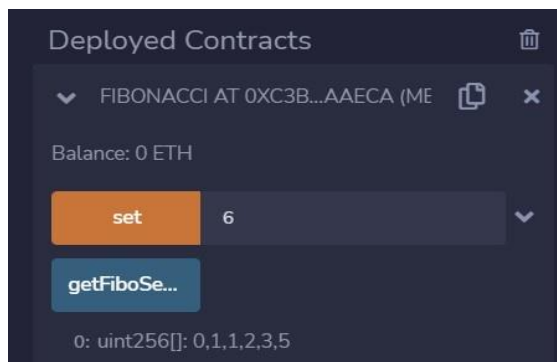 Deployed Contracts
FIBONACCI AT 0XC3B...AAECA (ME
Balance: 0 ETH
set 6
getFiboSe...
0: uint256[]: 0,1,1,2,3,5